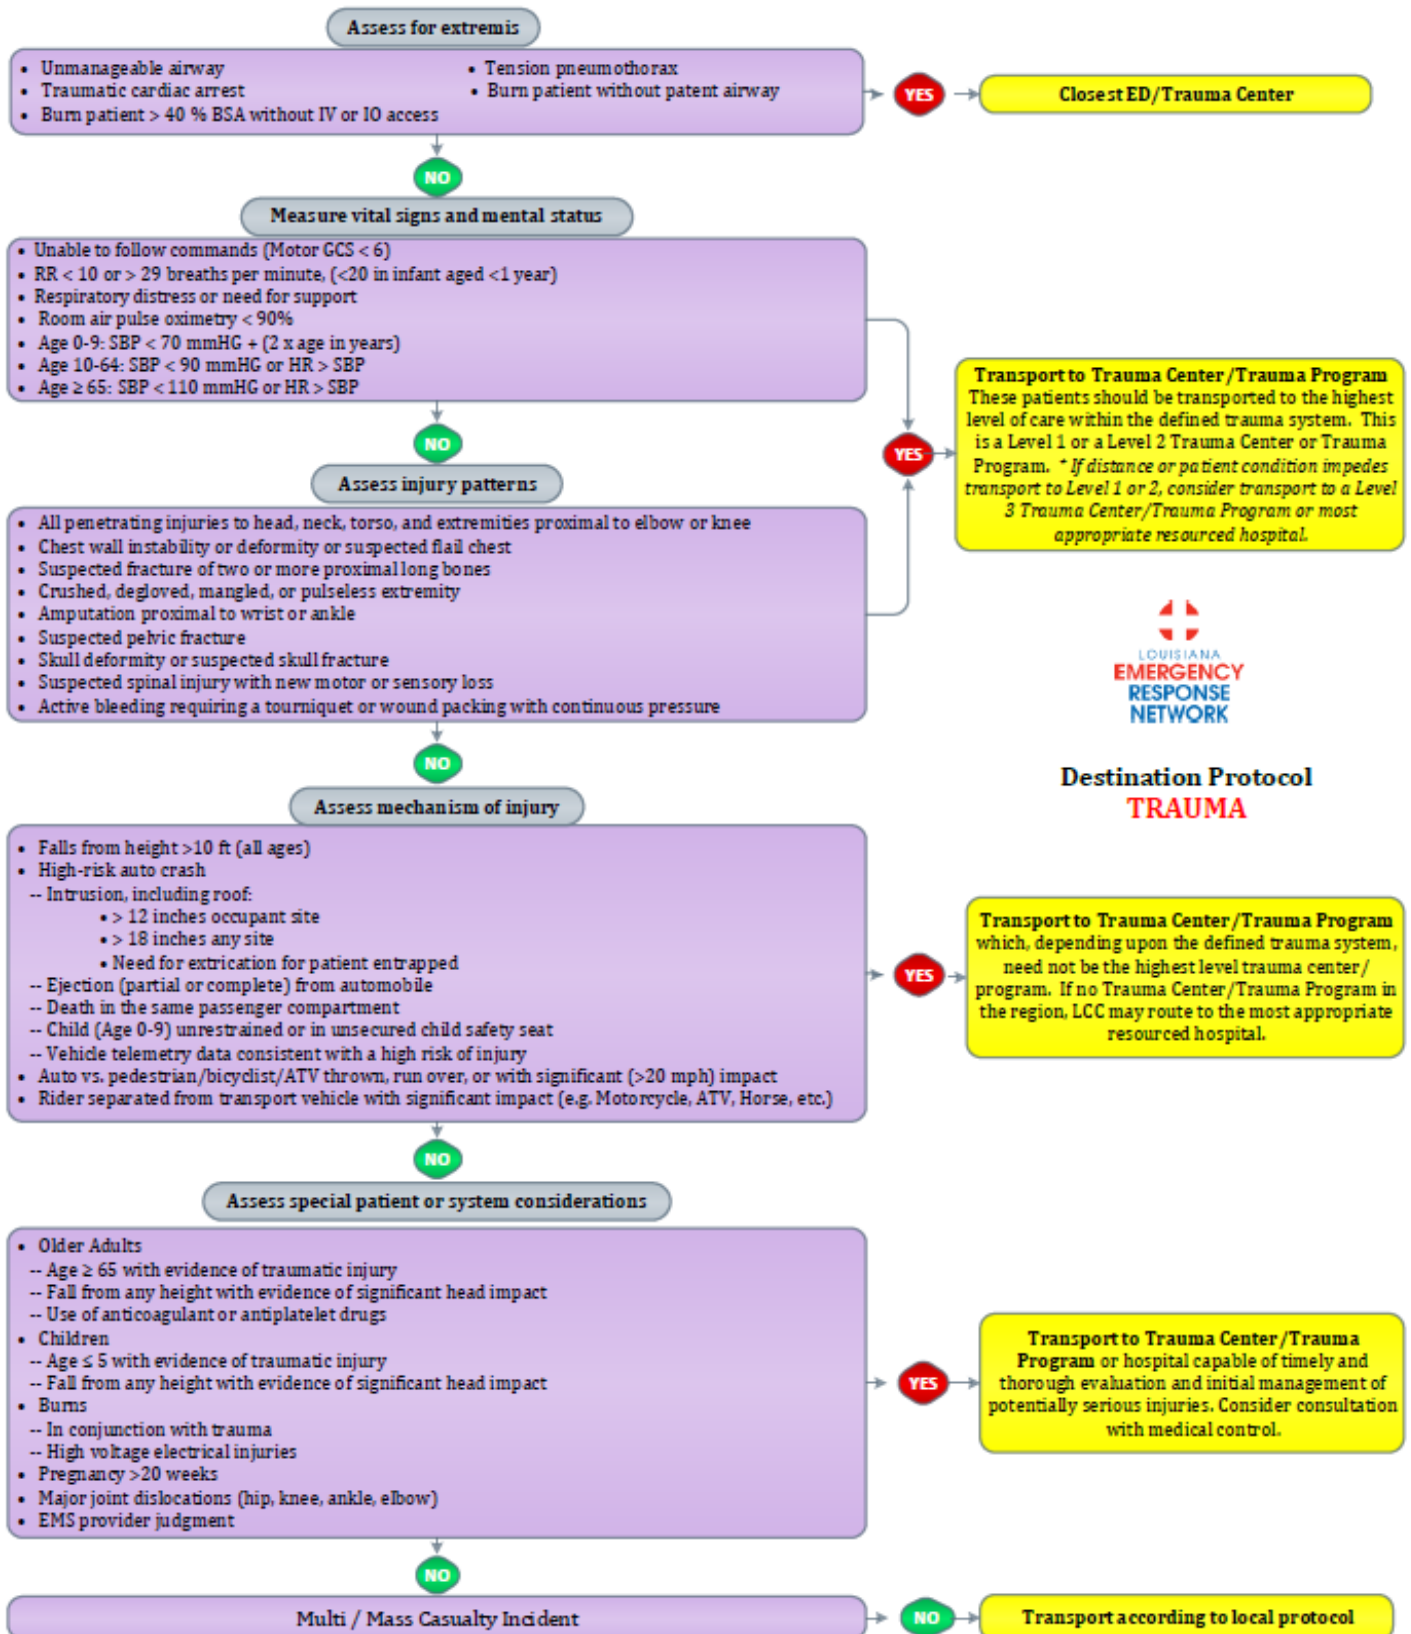 Assess for extremis
• Unmanageable airway
• Tension pneumothorax
• Traumatic cardiac arrest
• Burn patient without patent airway
• Burn patient > 40 % BSA without IV or IO access
YES
Closest ED/Trauma Center
NO
Measure vital signs and mental status
• Unable to follow commands (Motor GCS < 6)
• RR < 10 or > 29 breaths per minute, (<20 in infant aged <1 year)
• Respiratory distress or need for support
• Room air pulse oximetry < 90%
• Age 0-9: SBP < 70 mmHG + (2 x age in years)
• Age 10-64: SBP < 90 mmHG or HR > SBP
• Age ≥ 65: SBP < 110 mmHG or HR > SBP
NO
Assess injury patterns
• All penetrating injuries to head, neck, torso, and extremities proximal to elbow or knee
• Chest wall instability or deformity or suspected flail chest
• Suspected fracture of two or more proximal long bones
• Crushed, degloved, mangled, or pulseless extremity
• Amputation proximal to wrist or ankle
• Suspected pelvic fracture
• Skull deformity or suspected skull fracture
• Suspected spinal injury with new motor or sensory loss
• Active bleeding requiring a tourniquet or wound packing with continuous pressure
YES
Transport to Trauma Center/Trauma Program
These patients should be transported to the highest
level of care within the defined trauma system. This
is a Level 1 or a Level 2 Trauma Center or Trauma
Program. * If distance or patient condition impedes
transport to Level 1 or 2, consider transport to a Level
3 Trauma Center/Trauma Program or most
appropriate resourced hospital.
LOUISIANA
EMERGENCY
RESPONSE
NETWORK
Destination Protocol
TRAUMA
NO
Assess mechanism of injury
• Falls from height >10 ft (all ages)
• High-risk auto crash
-- Intrusion, including roof:
• > 12 inches occupant site
• > 18 inches any site
• Need for extrication for patient entrapped
-- Ejection (partial or complete) from automobile
-- Death in the same passenger compartment
-- Child (Age 0-9) unrestrained or in unsecured child safety seat
-- Vehicle telemetry data consistent with a high risk of injury
• Auto vs. pedestrian/bicyclist/ATV thrown, run over, or with significant (>20 mph) impact
• Rider separated from transport vehicle with significant impact (e.g. Motorcycle, ATV, Horse, etc.)
YES
Transport to Trauma Center/Trauma Program
which, depending upon the defined trauma system,
need not be the highest level trauma center/
program. If no Trauma Center/Trauma Program in
the region, LCC may route to the most appropriate
resourced hospital.
NO
Assess special patient or system considerations
• Older Adults
-- Age ≥ 65 with evidence of traumatic injury
-- Fall from any height with evidence of significant head impact
-- Use of anticoagulant or antiplatelet drugs
• Children
-- Age ≤ 5 with evidence of traumatic injury
-- Fall from any height with evidence of significant head impact
• Burns
-- In conjunction with trauma
-- High voltage electrical injuries
• Pregnancy >20 weeks
• Major joint dislocations (hip, knee, ankle, elbow)
• EMS provider judgment
YES
Transport to Trauma Center/Trauma
Program or hospital capable of timely and
thorough evaluation and initial management of
potentially serious injuries. Consider consultation
with medical control.
NO
Multi / Mass Casualty Incident
NO
Transport according to local protocol